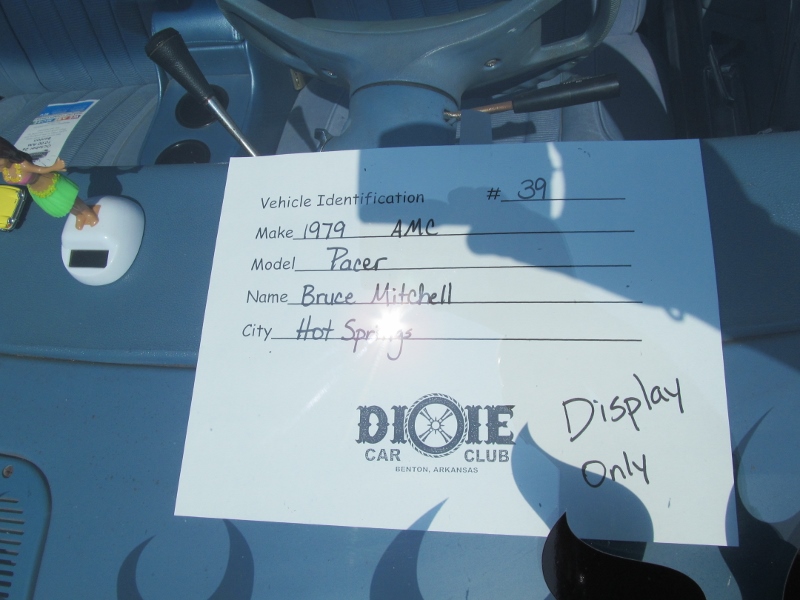 Vehicle Identification # 39
Make 1979 AMC
Model Pacer
Name Bruce Mitchell
City Hot Springs
DIXIE
CAR CLUB
BENTON, ARKANSAS
Display
Only